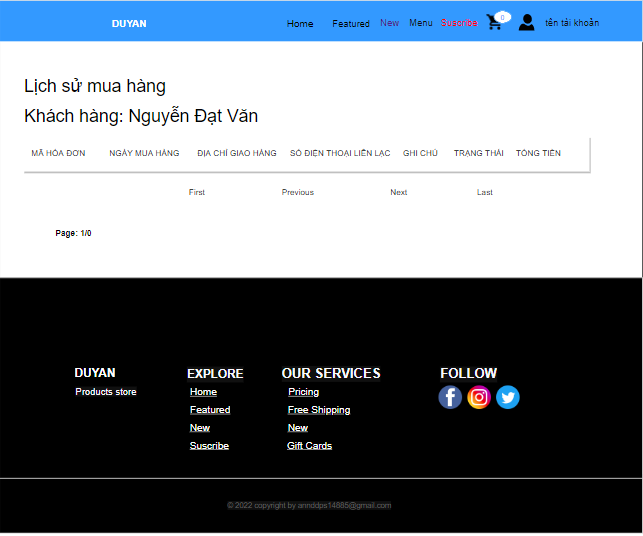 DUYAN Home Featured New Menu Suscribe 0 tên tài khoản
Lịch sử mua hàng
Khách hàng: Nguyễn Đạt Văn
MÃ HÓA ĐƠN NGÀY MUA HÀNG ĐỊA CHỈ GIAO HÀNG SỐ ĐIỆN THOẠI LIÊN LẠC GHI CHÚ TRẠNG THÁI TỔNG TIỀN
First Previous Next Last
Page: 1/0
DUYAN EXPLORE OUR SERVICES FOLLOW
Products store Home Pricing
Featured Free Shipping
New New
Suscribe Gift Cards
© 2022 copyright by annddps14885@gmail.com